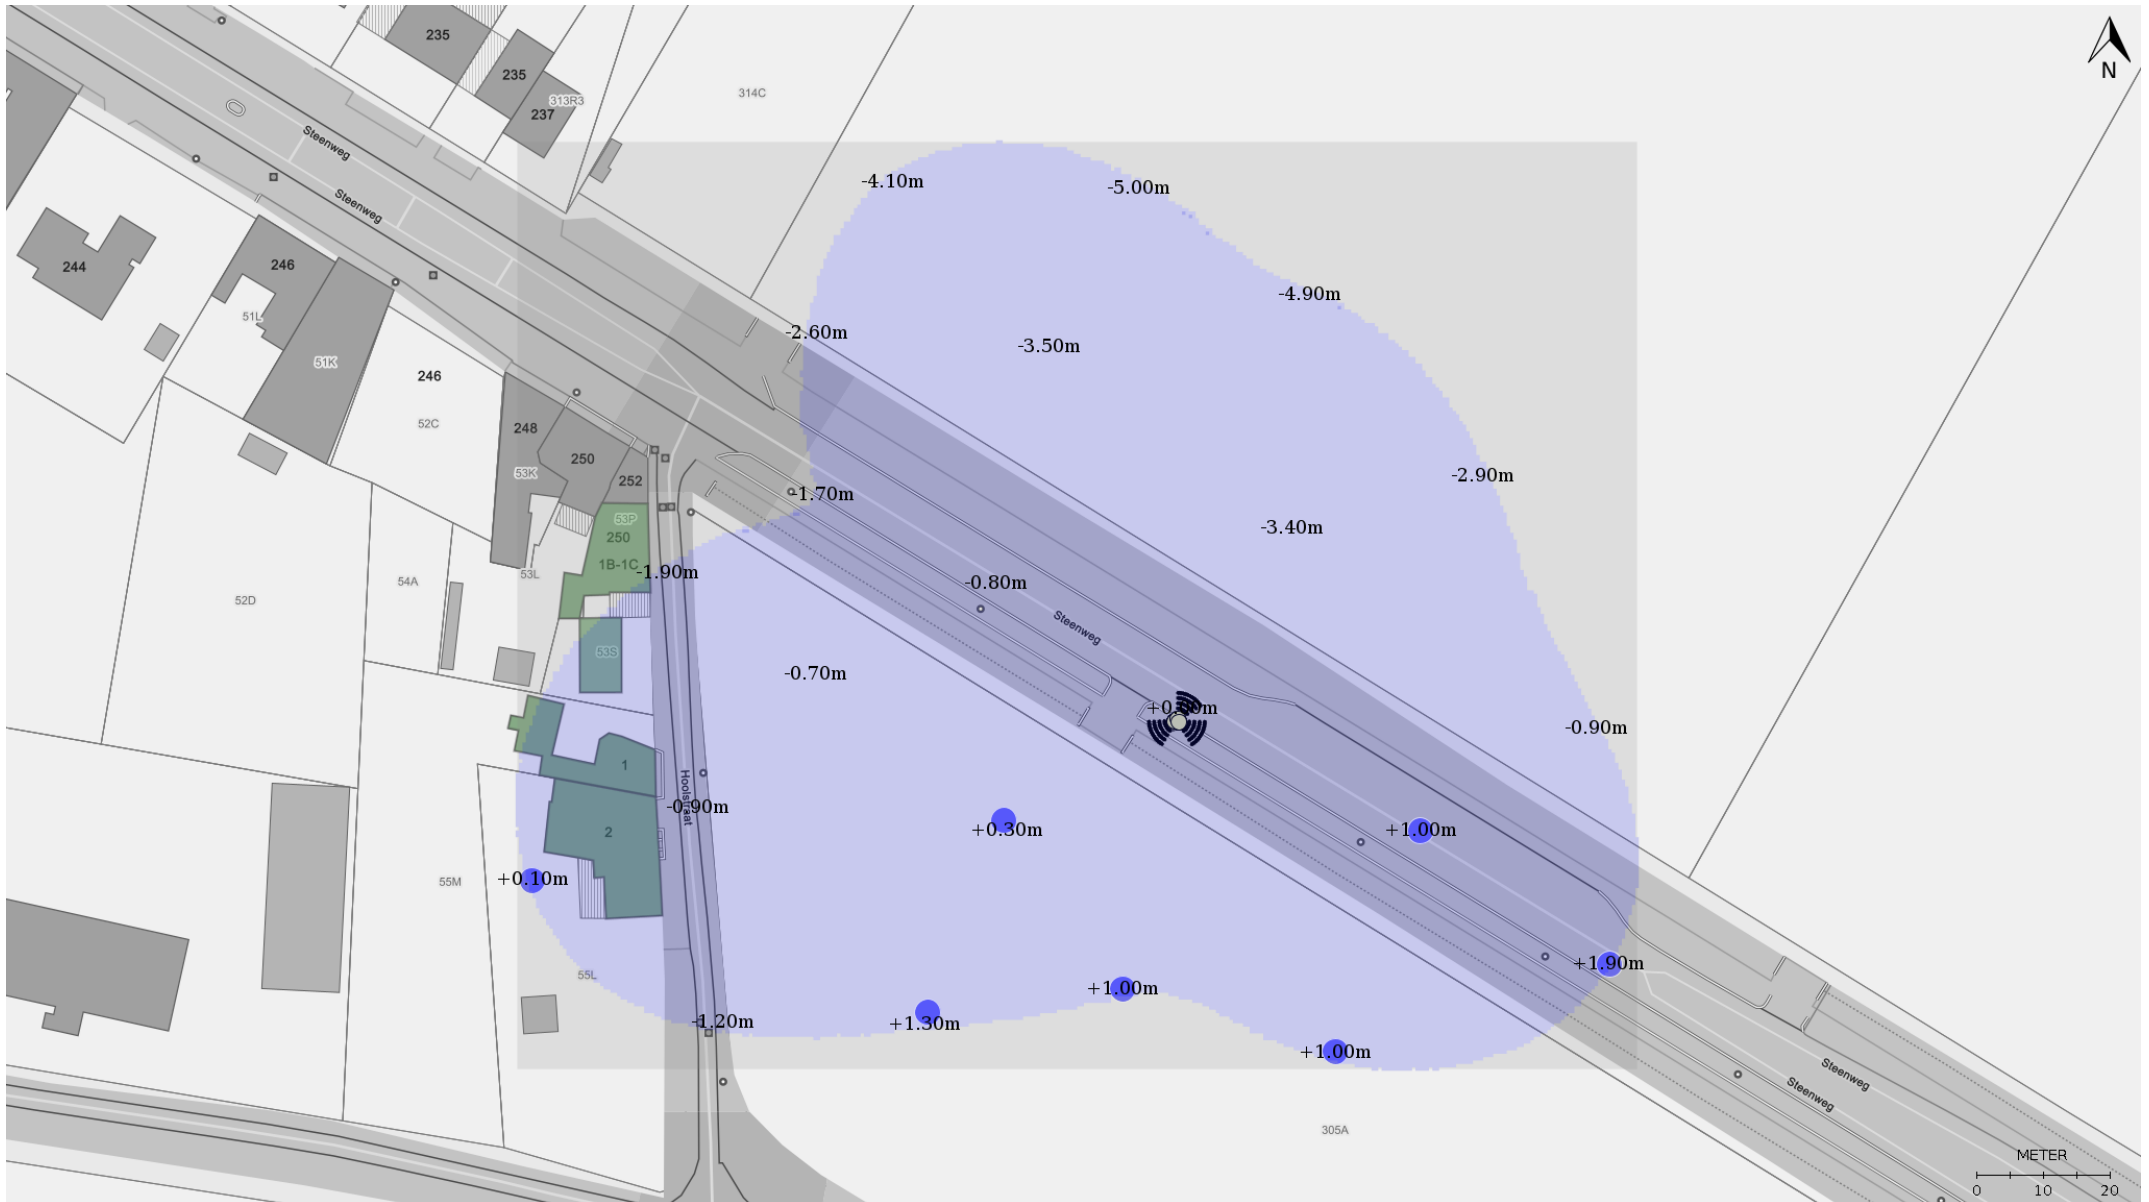 235
235
313R3
237
314C
N
Steenweg
Steenweg
-4.10m
-5.00m
244
246
51L
51K
-4.90m
-2.60m
-3.50m
246
52C
248
53K
250
252
-1.70m
-2.90m
53P
250
1B-1C
-3.40m
53L
-1.90m
54A
52D
-0.80m
Steenweg
53S
-0.70m
-0.90m
1
Hoolstraat
-0.90m
2
+0.30m
+1.00m
+0.10m
55M
55L
+1.90m
+1.00m
-1.20m
+1.30m
+1.00m
Steenweg
Steenweg
305A
METER
0 10 20